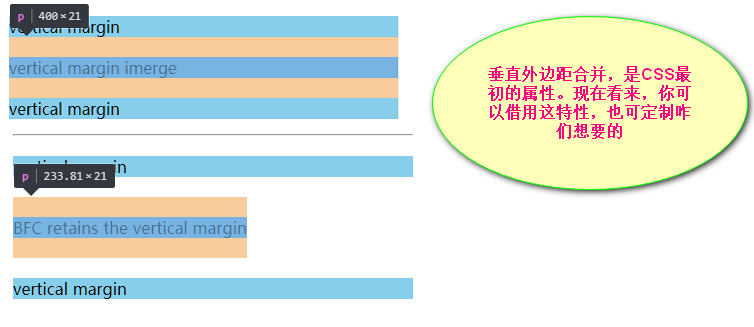 p 400×21
vertical margin
vertical margin imerge
vertical margin
vertical margin
p 233.81×21
BFC retains the vertical margin
vertical margin
垂直外边距合并，是CSS最
初的属性。现在看来，你可
以借用这特性，也可定制咋
们想要的